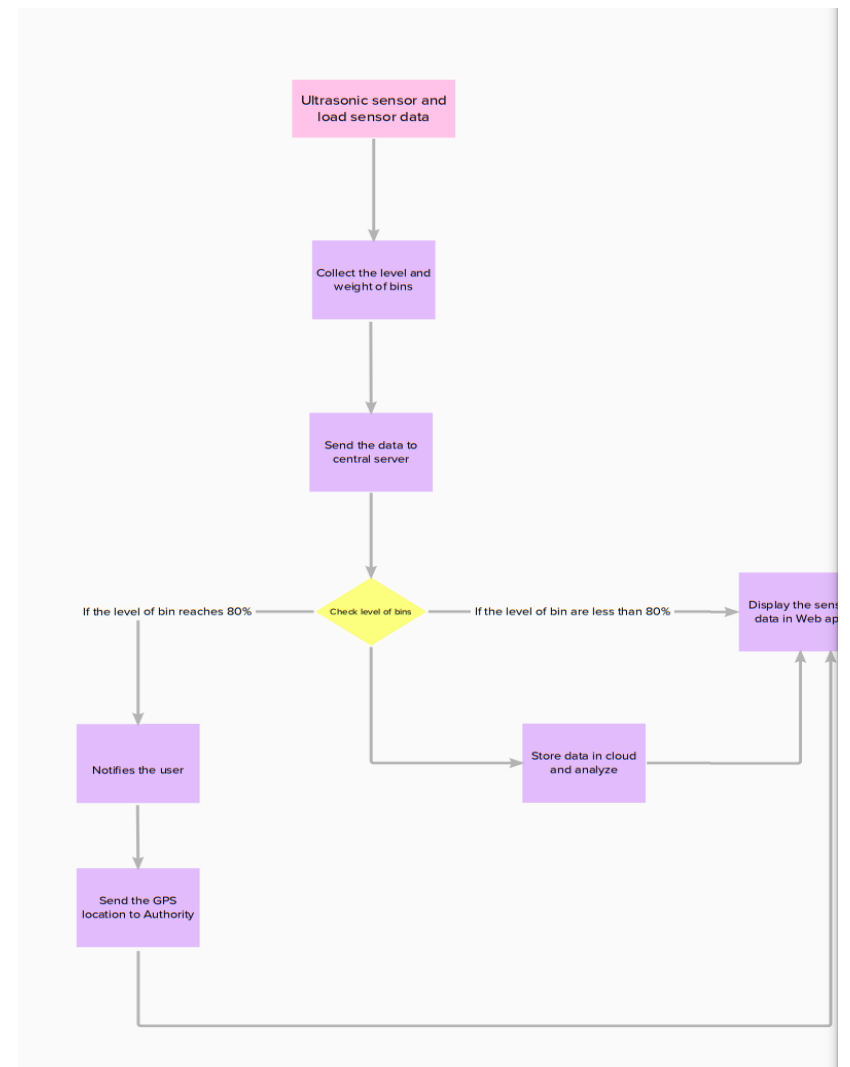 Ultrasonic sensor and
load sensor data
Collect the level and
weight of bins
Send the data to
central server
If the level of bin reaches 80%
Check level of bins
If the level of bin are less than 80%
Display the
data in Web
Notifies the user
Store data in cloud
and analyze
Send the GPS
location to Authority